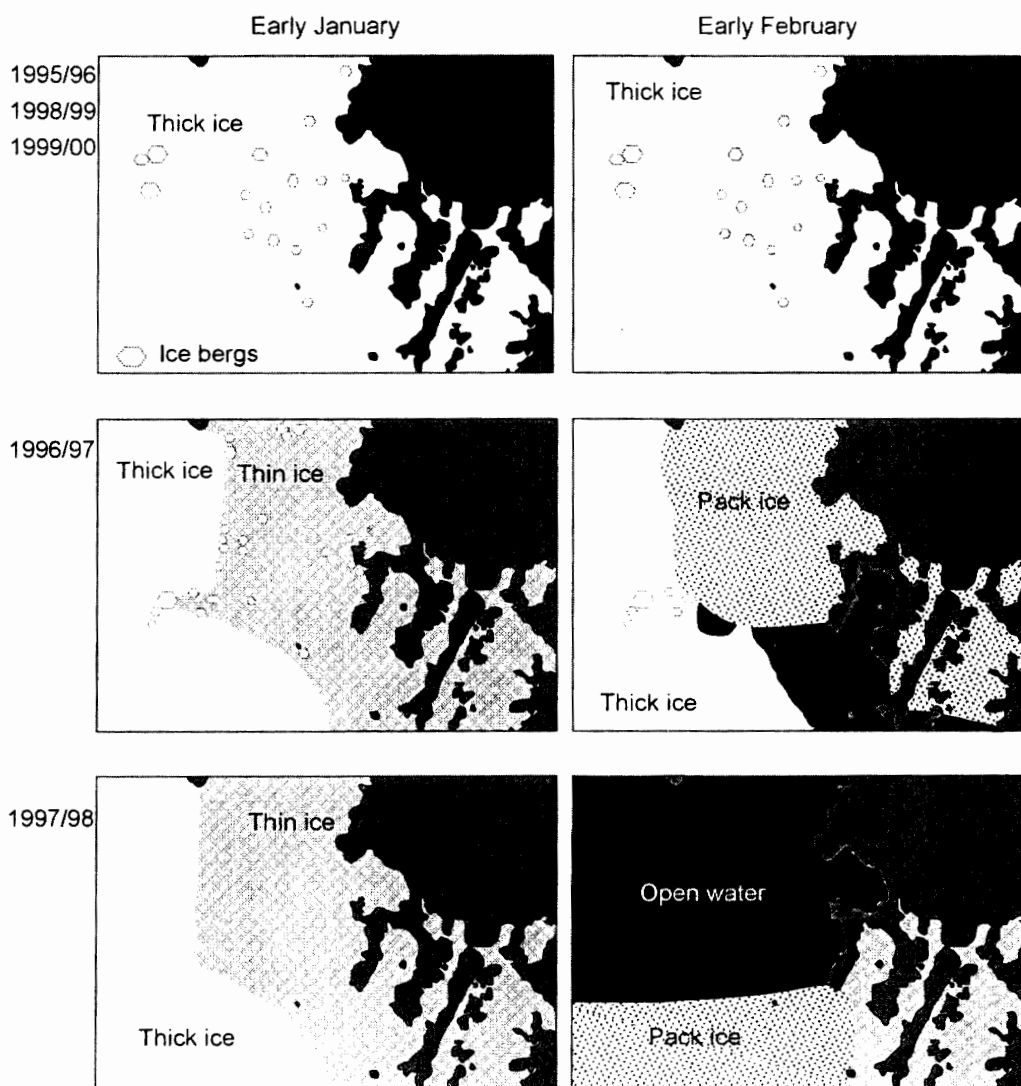 Early January
Early February
1995/96
1998/99
1999/00
Thick ice
Ice bergs
Thick ice
1996/97
Thick ice
Thin ice
Pack ice
Thick ice
1997/98
Thin ice
Thick ice
Open water
Pack ice